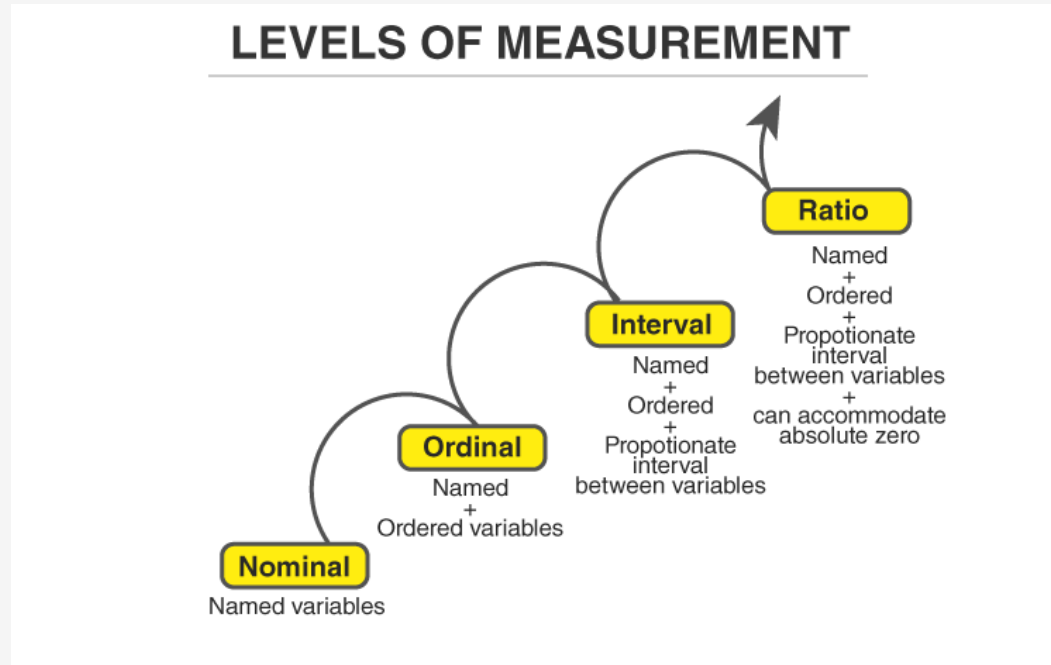 LEVELS OF MEASUREMENT
Ratio
Named
+
Ordered
+
Propotionate
interval
between variables
+
can accommodate
absolute zero
Interval
Named
+
Ordered
+
Propotionate
interval
between variables
Ordinal
Named
+
Ordered variables
Nominal
Named variables